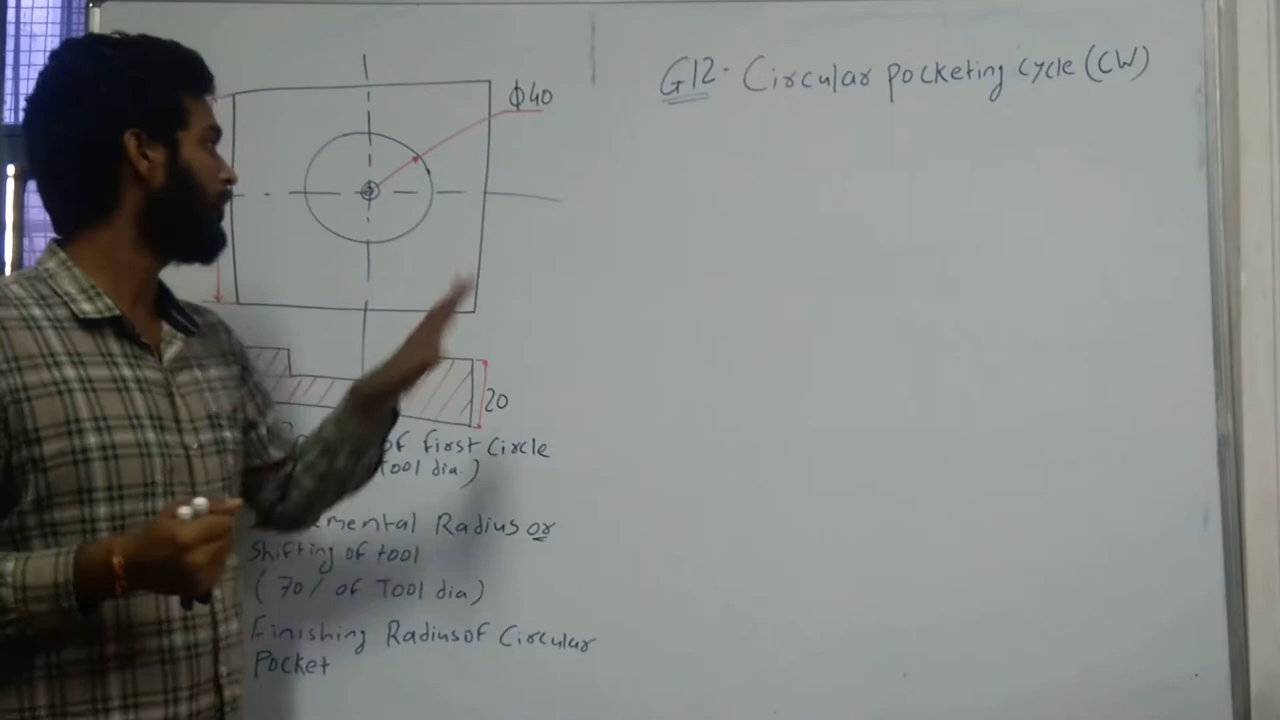 G12- Circular pocketing cycle (CW)
φ40
20
of first Circle
Tool dia.)
mental Radius or
Shifting of tool
( 70% of Tool dia)
Finishing Radius of Circular
Pocket